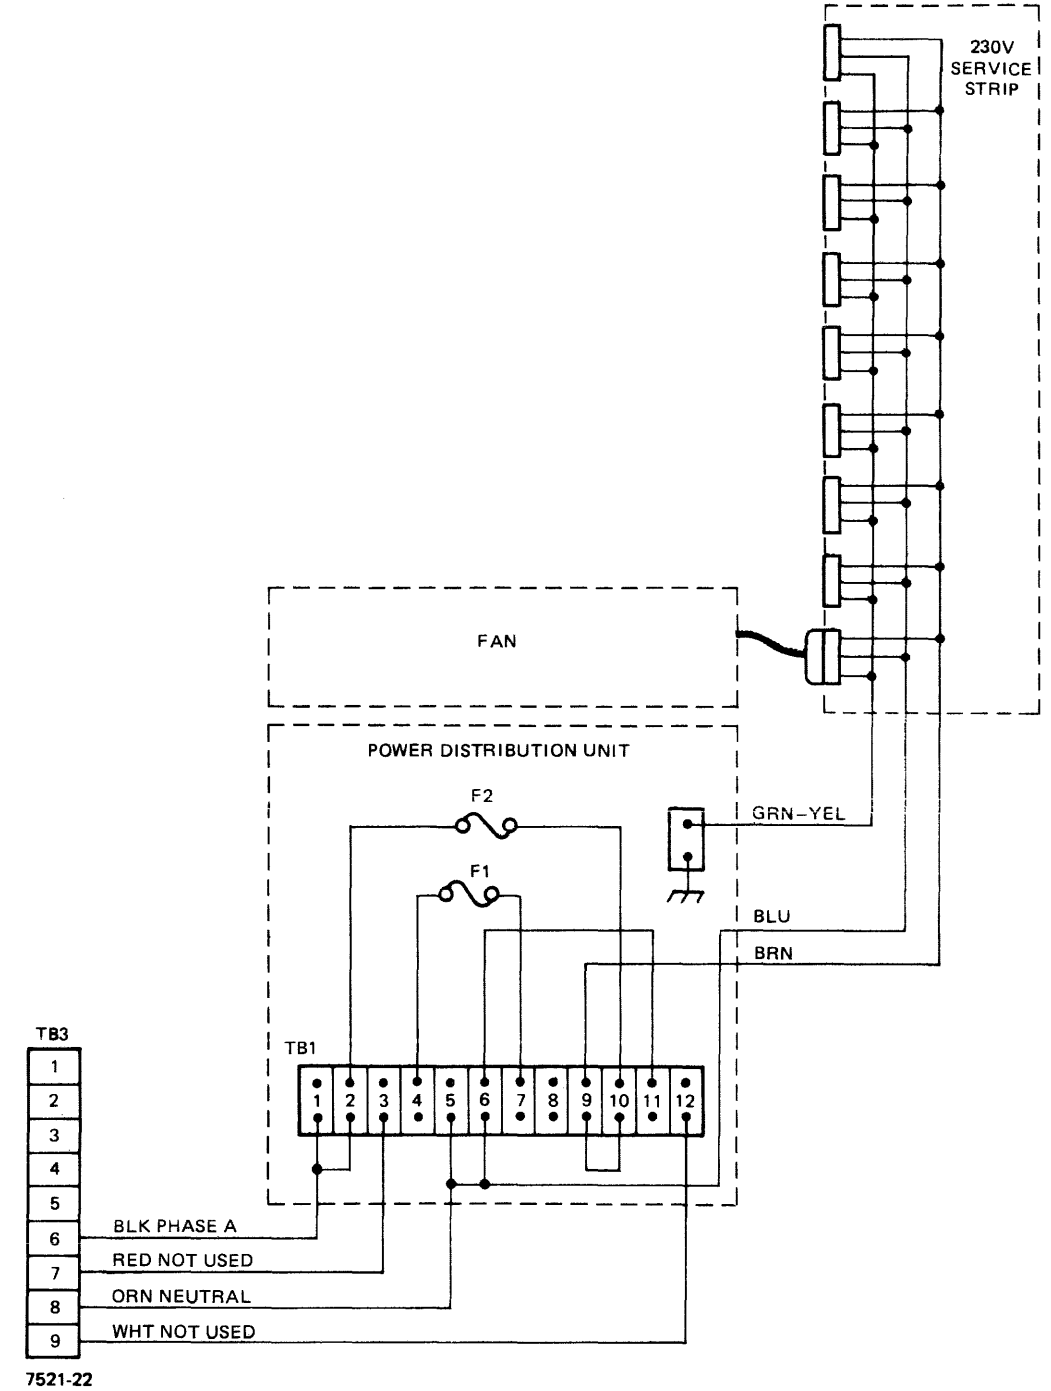 230V
SERVICE
STRIP
FAN
POWER DISTRIBUTION UNIT
F2
GRN-YEL
F1
BLU
BRN
TB3
TB1
1
2
3
4
5
6
7
8
9
1 2 3 4 5 6 7 8 9 10 11 12
BLK PHASE A
RED NOT USED
ORN NEUTRAL
WHT NOT USED
7521-22